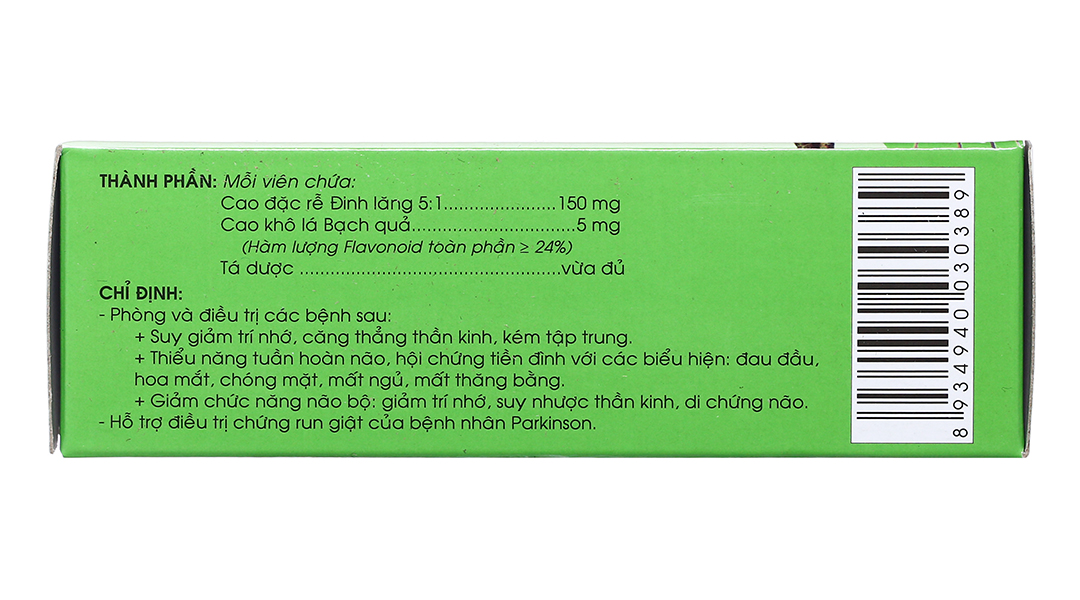 THÀNH PHẦN: Mỗi viên chứa:
Cao đặc rễ Đinh lăng 5:1......................150 mg
Cao khô lá Bạch quả................................5 mg
(Hàm lượng Flavonoid toàn phần ≥ 24%)
Tá dược ............................................vừa đủ
CHỈ ĐỊNH:
- Phòng và điều trị các bệnh sau:
+ Suy giảm trí nhớ, căng thẳng thần kinh, kém tập trung.
+ Thiểu năng tuần hoàn não, hội chứng tiền đình với các biểu hiện: đau đầu,
hoa mắt, chóng mặt, mất ngủ, mất thăng bằng.
+ Giảm chức năng não bộ: giảm trí nhớ, suy nhược thần kinh, di chứng não.
- Hỗ trợ điều trị chứng run giật của bệnh nhân Parkinson.
8 934940 030389